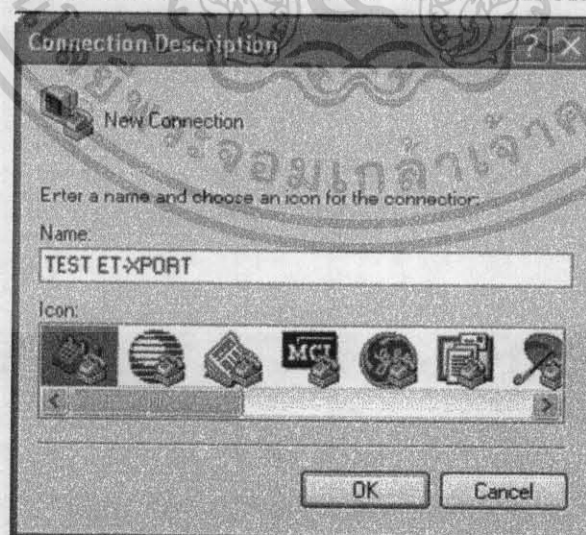 Connection Description
New Connection
Enter a name and choose an icon for the connection:
Name:
TEST ET-XPORT
Icon:
MCI
OK
Cancel